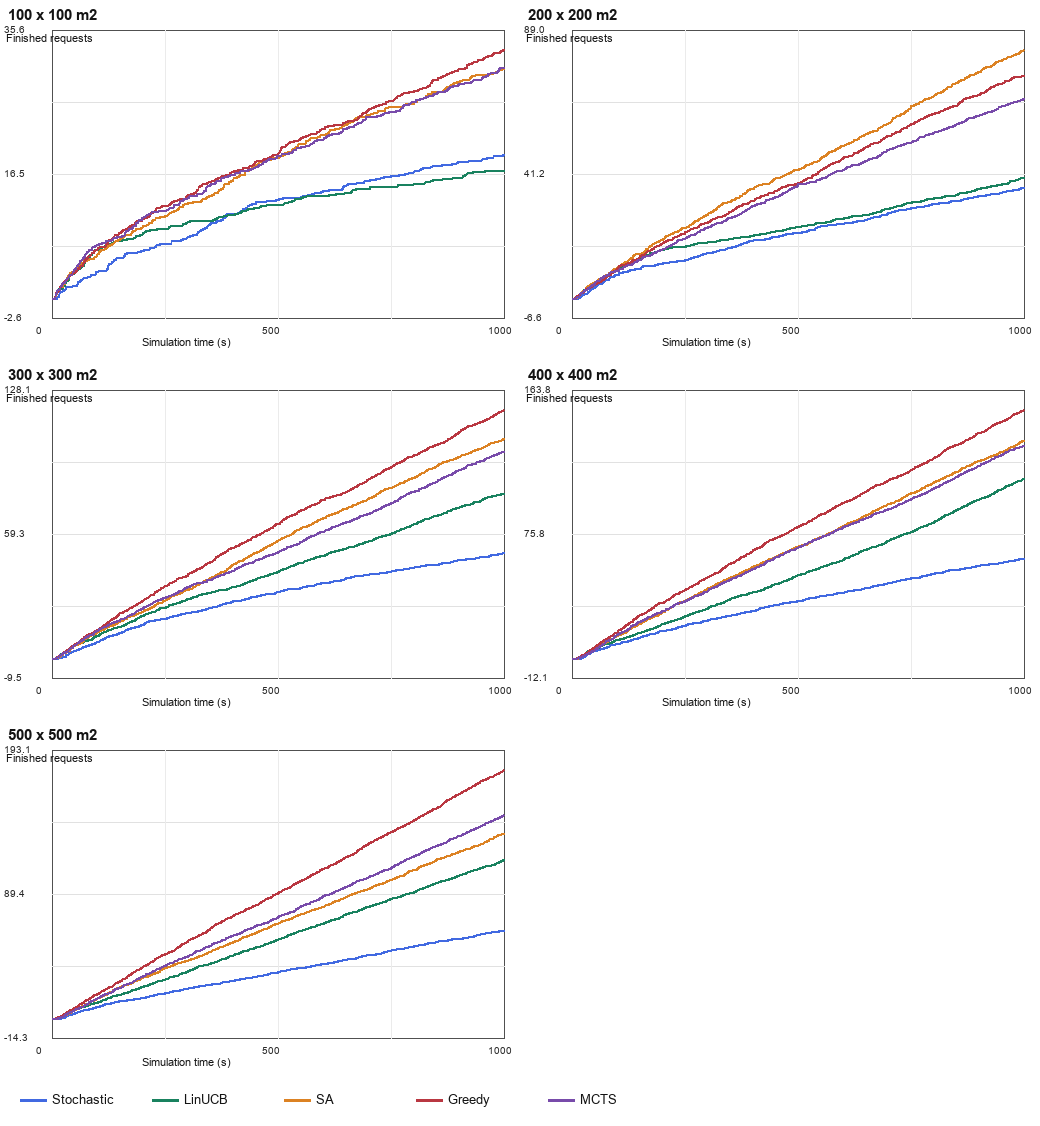 100 x 100 m2
35.6
Finished requests
16.5
-2.6
0
500
1000
Simulation time (s)
200 x 200 m2
89.0
Finished requests
41.2
-6.6
0
500
1000
Simulation time (s)
300 x 300 m2
128.1
Finished requests
59.3
-9.5
0
500
1000
Simulation time (s)
400 x 400 m2
163.8
Finished requests
75.8
-12.1
0
500
1000
Simulation time (s)
500 x 500 m2
193.1
Finished requests
89.4
-14.3
0
500
1000
Simulation time (s)
Stochastic
LinUCB
SA
Greedy
MCTS